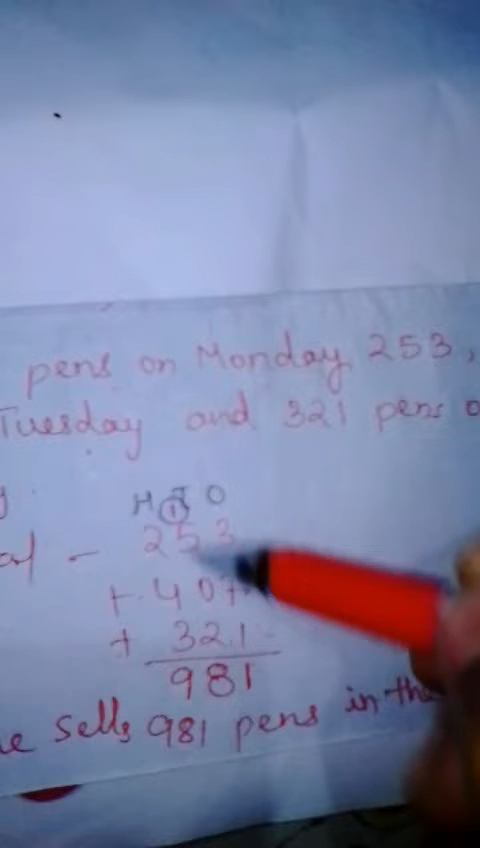 pens on Monday, 253,
Tuesday and 321 pens
H T O
1
253
+ 407
+ 321
981
sells 981 pens in the